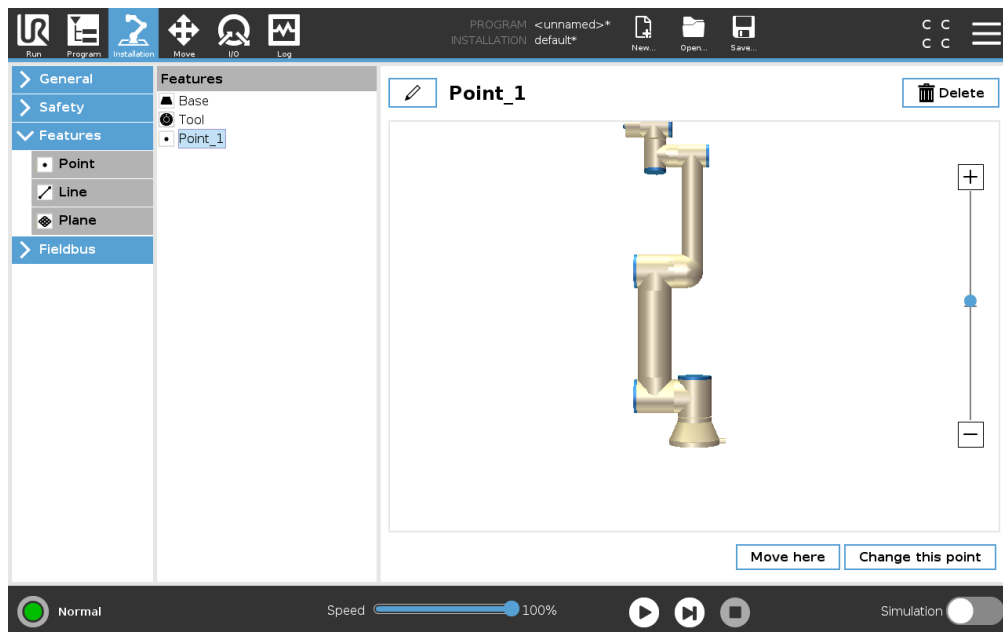 UR
PROGRAM <unnamed>*
INSTALLATION default*
Run Program Installation Move I/O Log New... Open... Save...
C C
C C
General
Safety
Features
Point
Line
Plane
Fieldbus
Features
Base
Tool
Point_1
Point_1
Delete
+
−
Move here Change this point
Normal
Speed 100%
Simulation